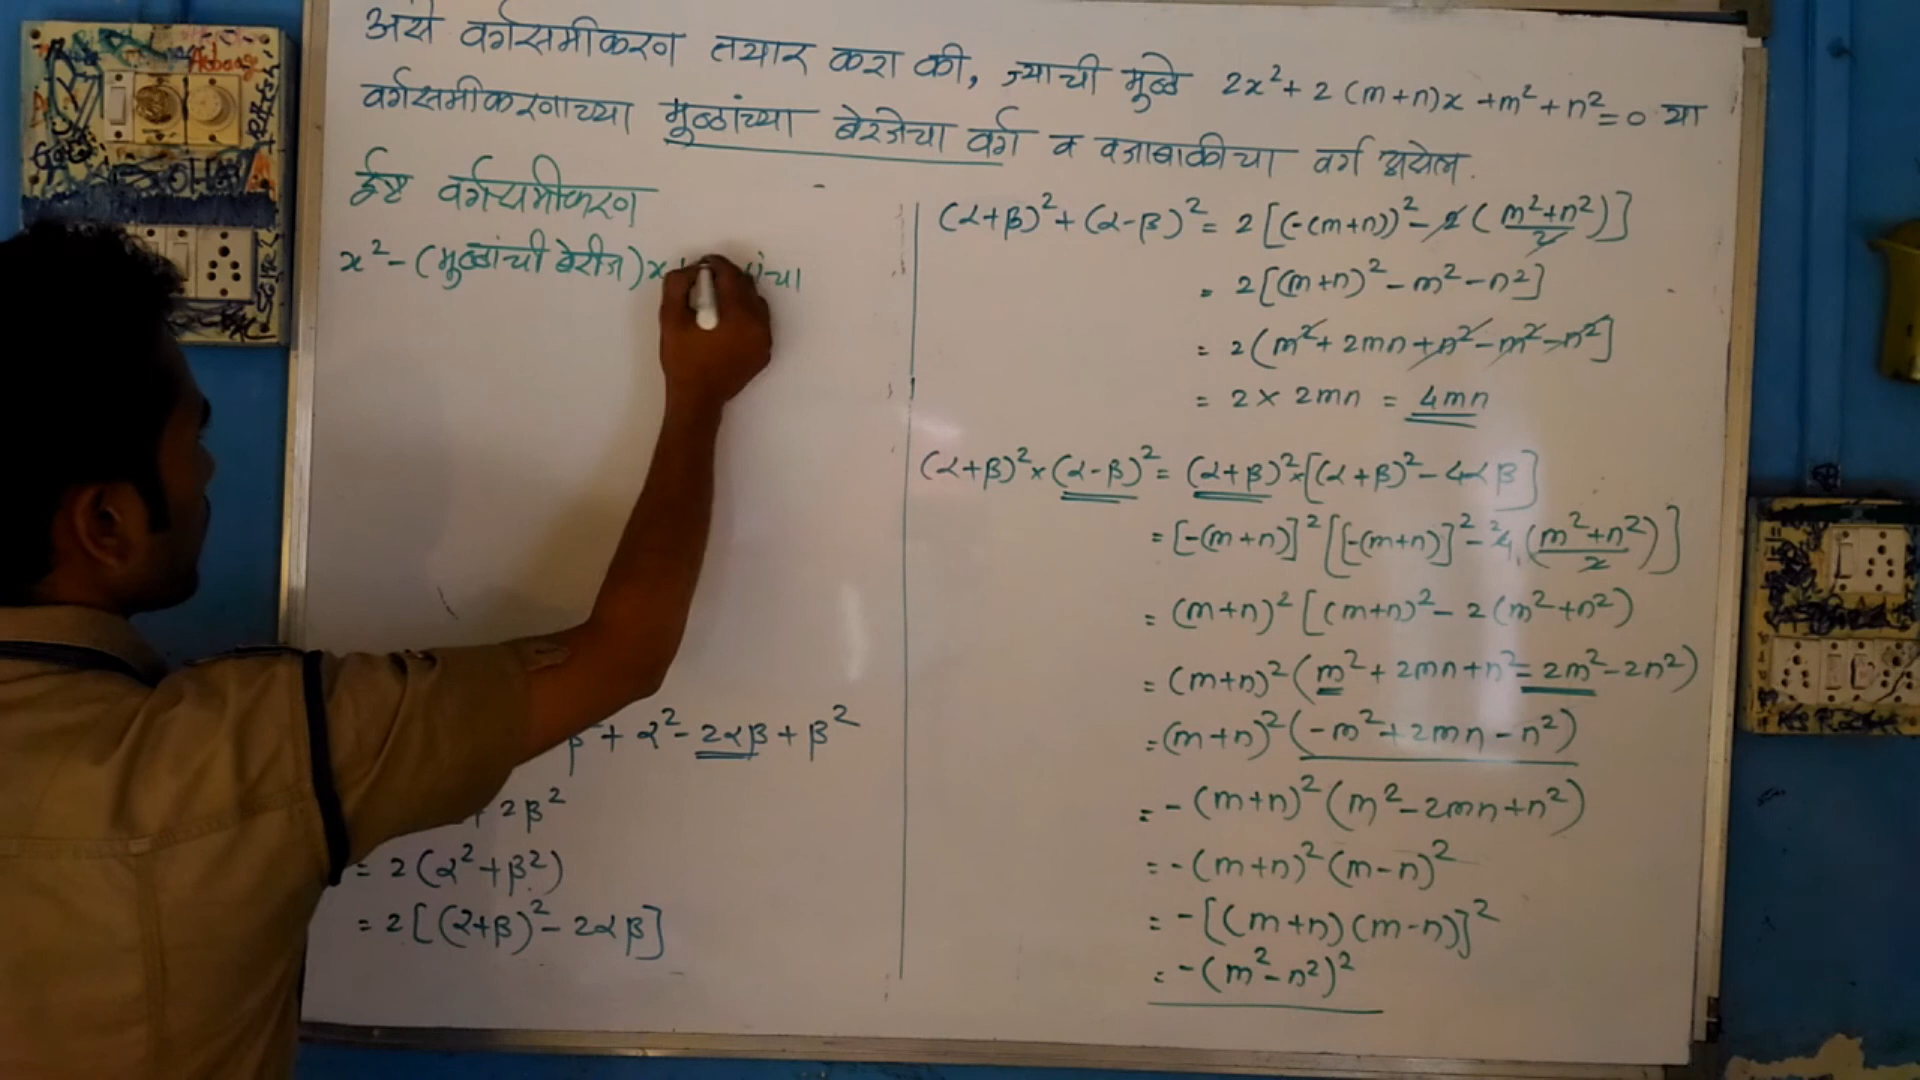 असे वर्गसमीकरण तयार करा की, ज्याची मुळे 2x² + 2(m+n)x + m² + n² = 0 या
वर्गसमीकरणाच्या मुळांच्या बेरजेचा वर्ग व वजाबाकीचा वर्ग असेल.
ईष्ट वर्गसमीकरण
x² - (मुळांची बेरीज)x
β² + α² - 2αβ + β²
+ 2β²
= 2(α² + β²)
= 2[(α+β)² - 2αβ]
(α+β)² + (α-β)² = 2[(-(m+n))² - 2((m²+n²)/2)]
= 2[(m+n)² - m² - n²]
= 2(m² + 2mn + n² - m² - n²]
= 2 × 2mn = 4mn
(α+β)² × (α-β)² = (α+β)² × [(α+β)² - 4αβ]
= [-(m+n)]² [[-(m+n)]² - 4((m²+n²)/2)]
= (m+n)² [(m+n)² - 2(m²+n²)
= (m+n)² (m² + 2mn + n² - 2m² - 2n²)
= (m+n)² (-m² + 2mn - n²)
= -(m+n)² (m² - 2mn + n²)
= -(m+n)² (m-n)²
= -[(m+n)(m-n)]²
= -(m² - n²)²